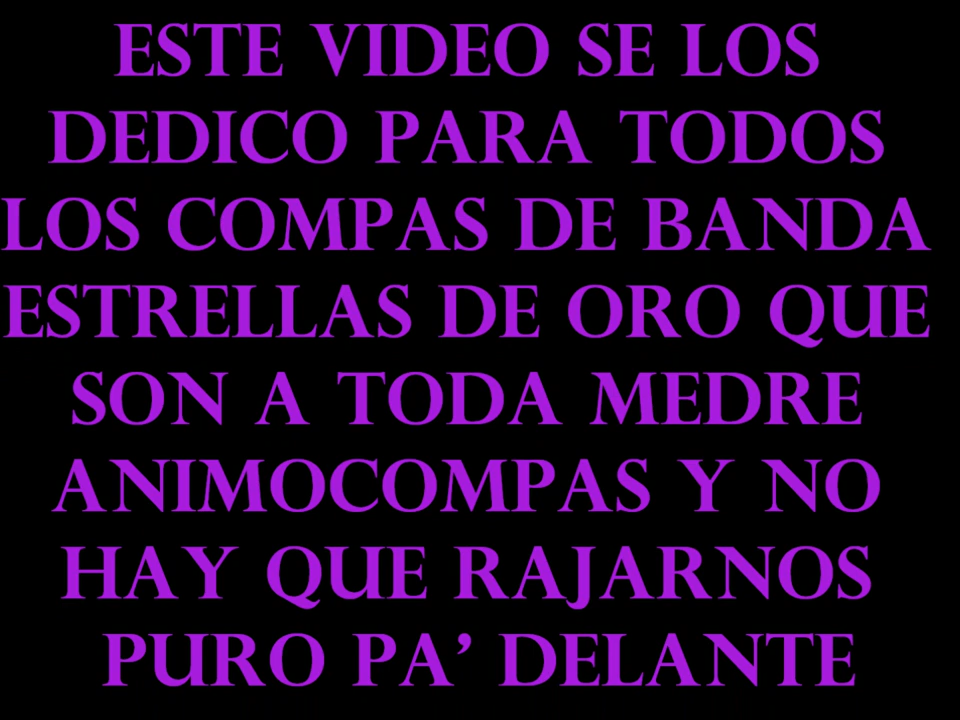 ESTE VIDEO SE LOS
DEDICO PARA TODOS
LOS COMPAS DE BANDA
ESTRELLAS DE ORO QUE
SON A TODA MEDRE
ANIMOCOMPAS Y NO
HAY QUE RAJARNOS
PURO PA’ DELANTE